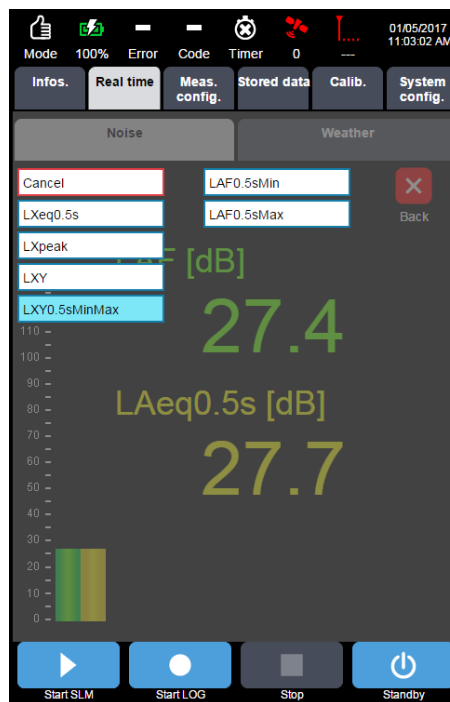 Mode 100% Error Code Timer 0 ---
01/05/2017
11:03:02 AM
Infos. Real time Meas. config. Stored data Calib. System config.
Noise Weather
Cancel LAF0.5sMin
LXeq0.5s LAF0.5sMax
Back
LXpeak
LAF [dB]
LXY
LXY0.5sMinMax
27.4
110
100
90
LAeq0.5s [dB]
80
70
27.7
60
50
40
30
20
10
0
Start SLM Start LOG Stop Standby